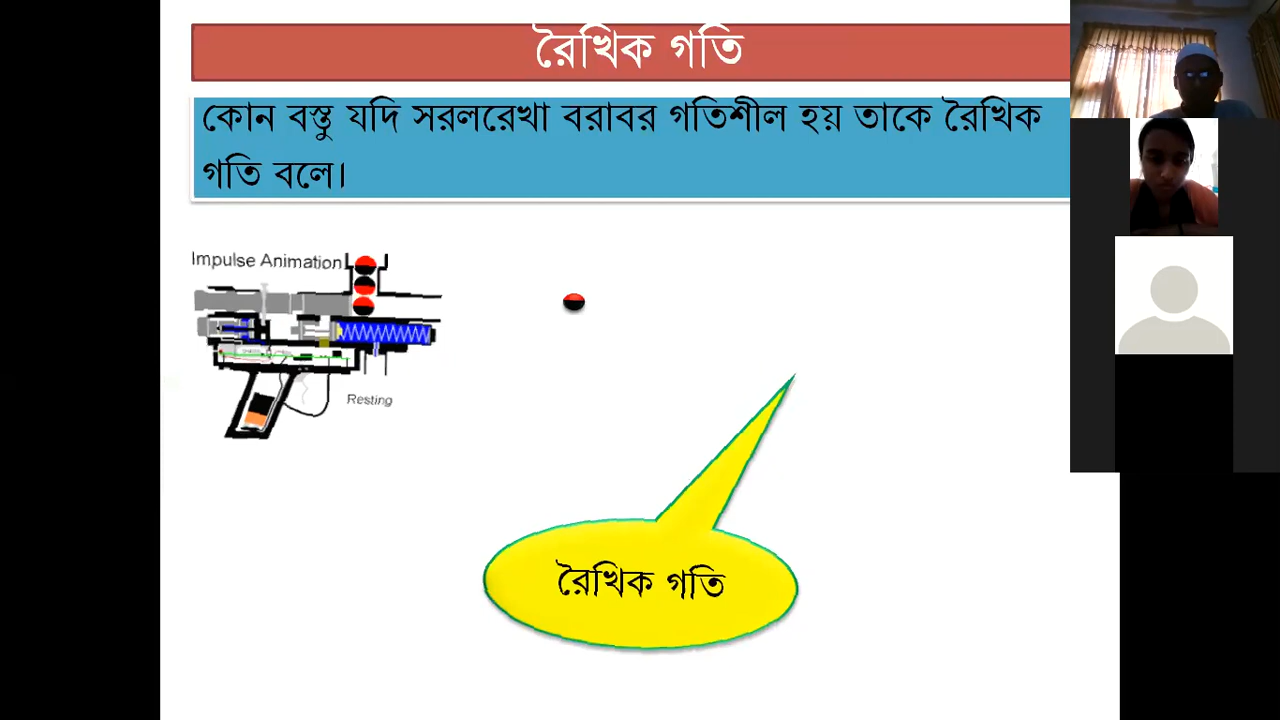 রৈখিক গতি
কোন বস্তু যদি সরলরেখা বরাবর গতিশীল হয় তাকে রৈখিক
গতি বলে।
Impulse Animation
Resting
রৈখিক গতি